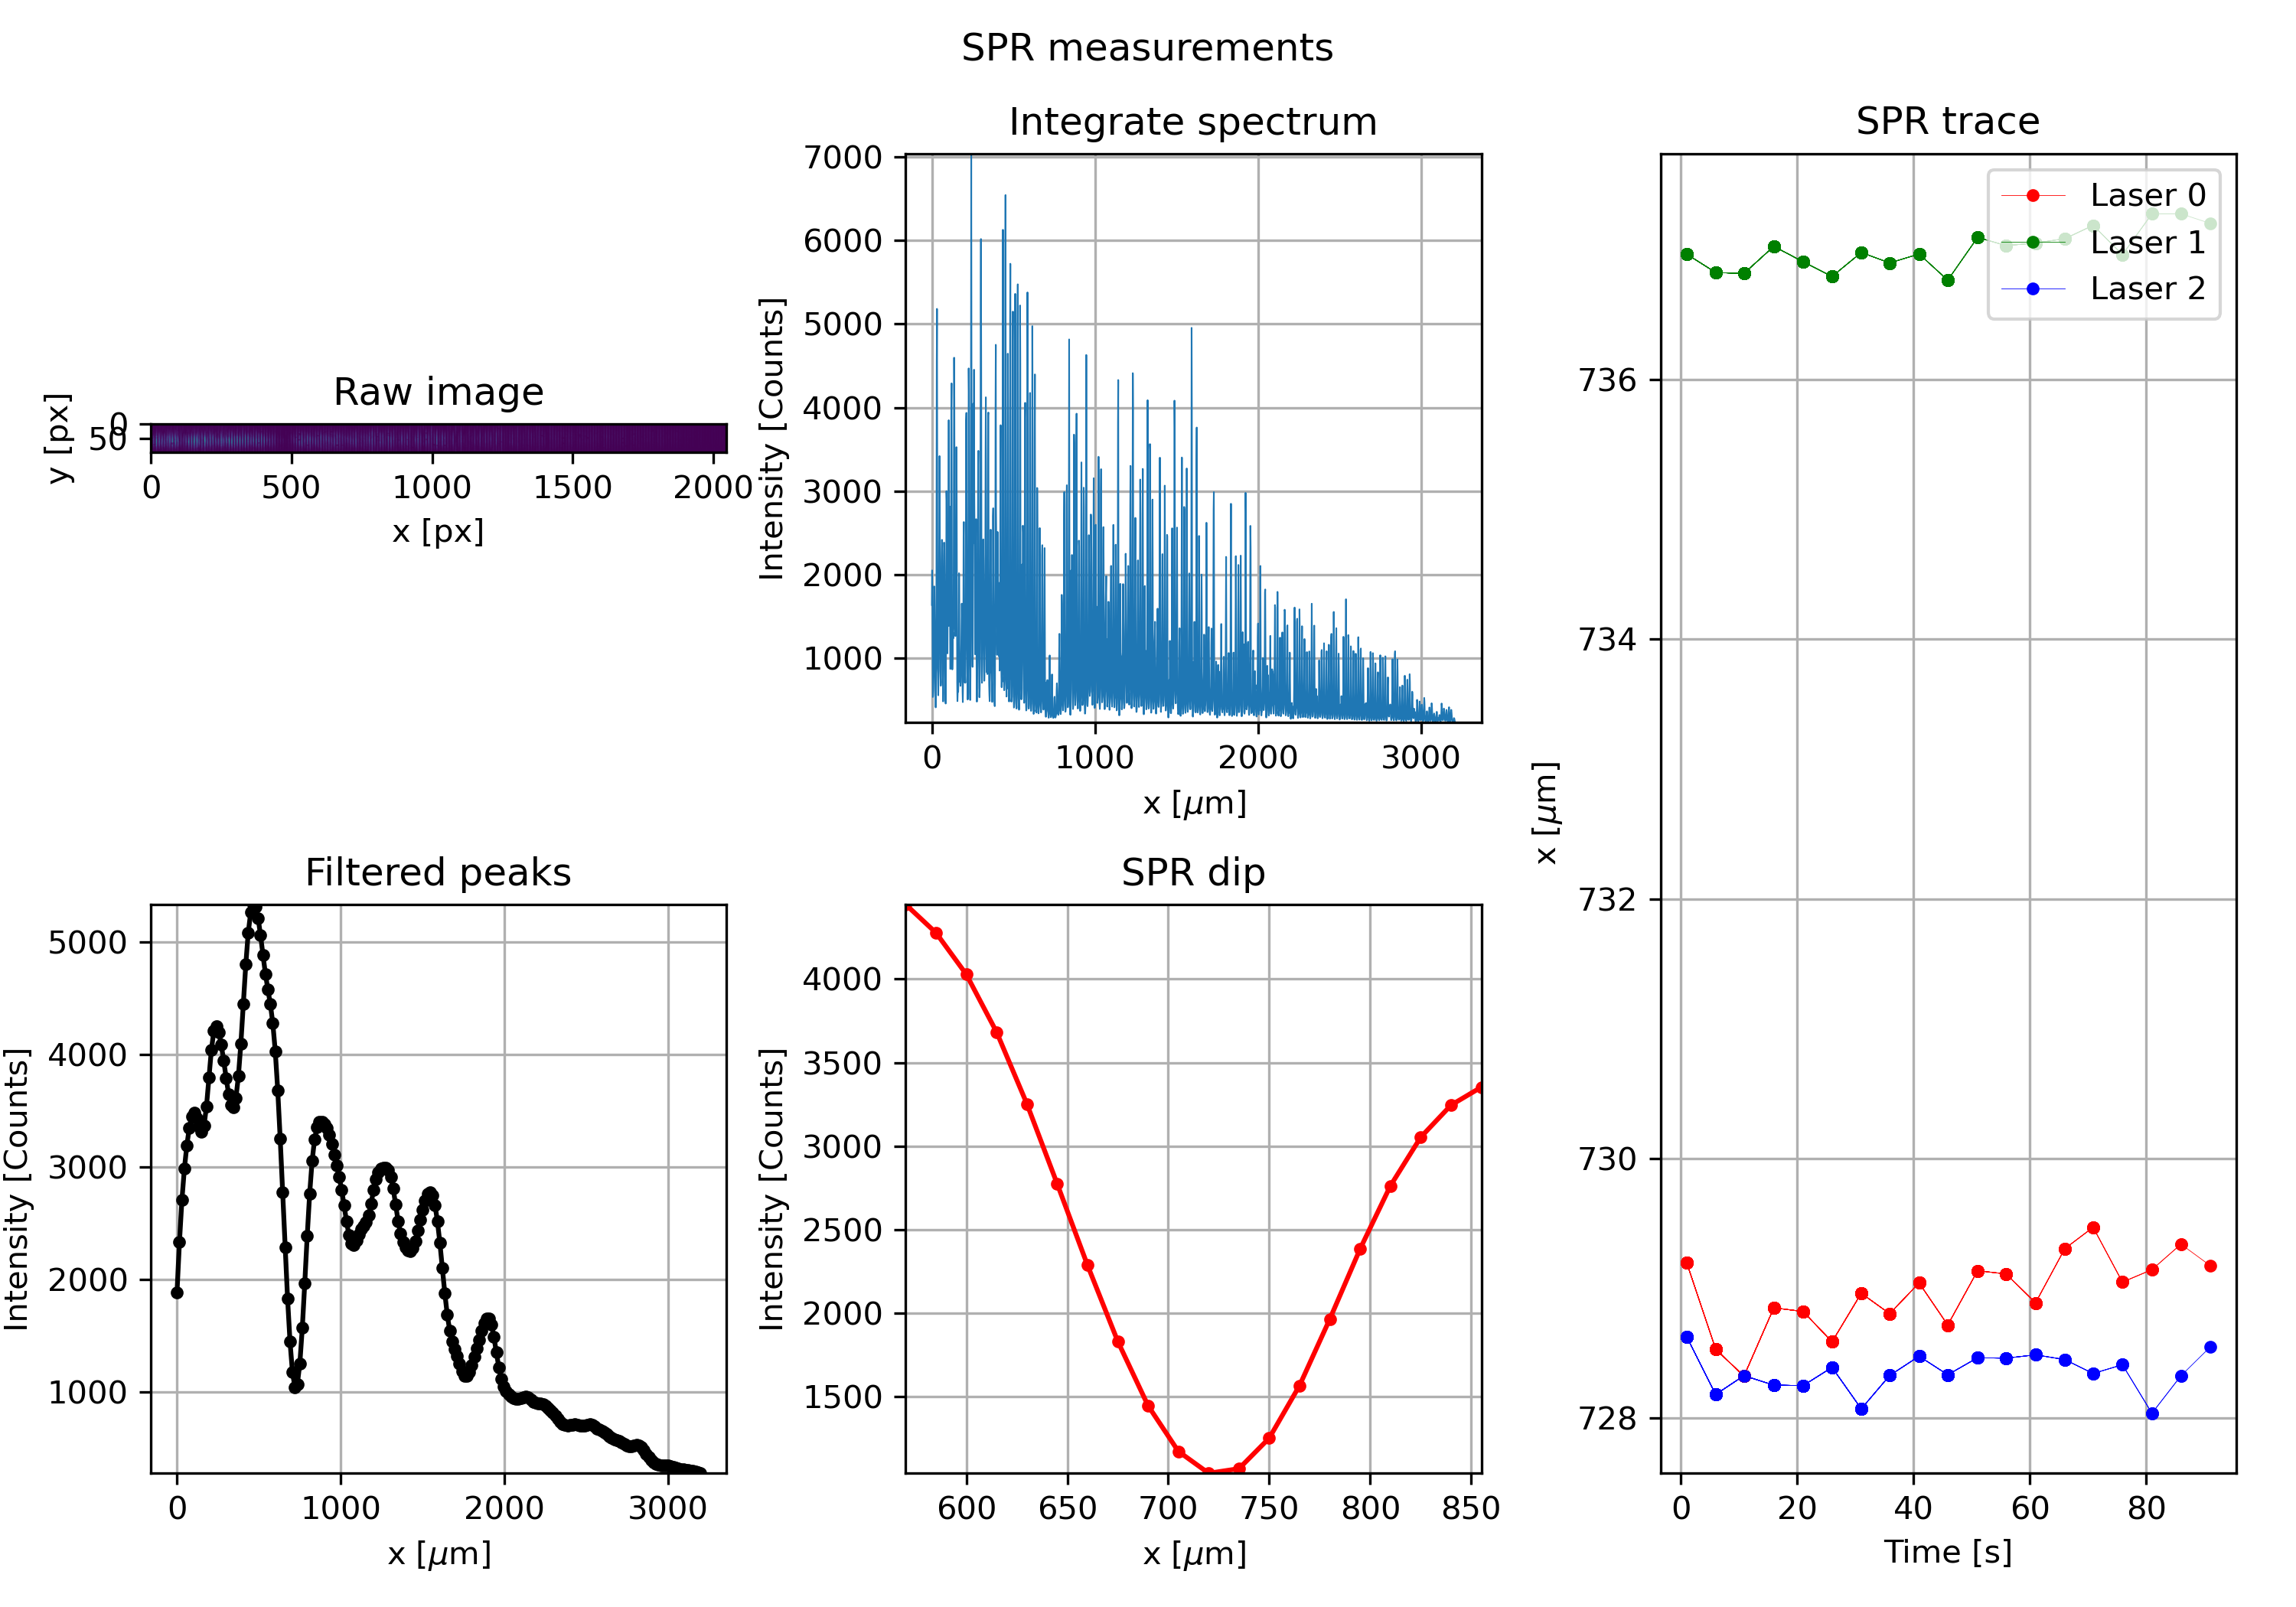 SPR measurements
Raw image
y [px]
0
50
0 500 1000 1500 2000
x [px]
Integrate spectrum
Intensity [Counts]
7000
6000
5000
4000
3000
2000
1000
0 1000 2000 3000
x [μm]
Filtered peaks
Intensity [Counts]
5000
4000
3000
2000
1000
0 1000 2000 3000
x [μm]
SPR dip
Intensity [Counts]
4000
3500
3000
2500
2000
1500
600 650 700 750 800 850
x [μm]
SPR trace
Laser 0
Laser 1
Laser 2
x [μm]
736
734
732
730
728
0 20 40 60 80
Time [s]